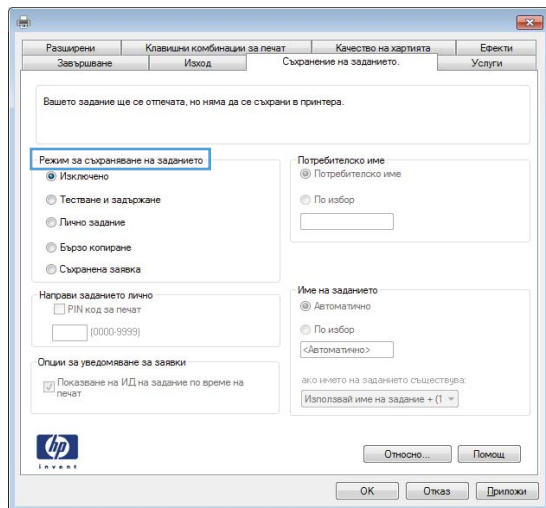 Разширени
Клавишни комбинации за печат
Качество на хартията
Ефекти
Завършване
Изход
Съхранение на заданието.
Услуги
Вашето задание ще се отпечата, но няма да се съхрани в принтера.
Режим за съхраняване на заданието
Изключено
Тестване и задържане
Лично задание
Бързо копиране
Съхранена заявка
Потребителско име
Потребителско име
По избор
Направи заданието лично
PIN код за печат
(0000-9999)
Име на заданието
Автоматично
По избор
<Автоматично>
Опции за уведомяване за заявки
Показване на ИД на задание по време на
печат
ако името на заданието съществува:
Използвай име на задание + (1
hp
invent
Относно...
Помощ
OK
Отказ
Приложи